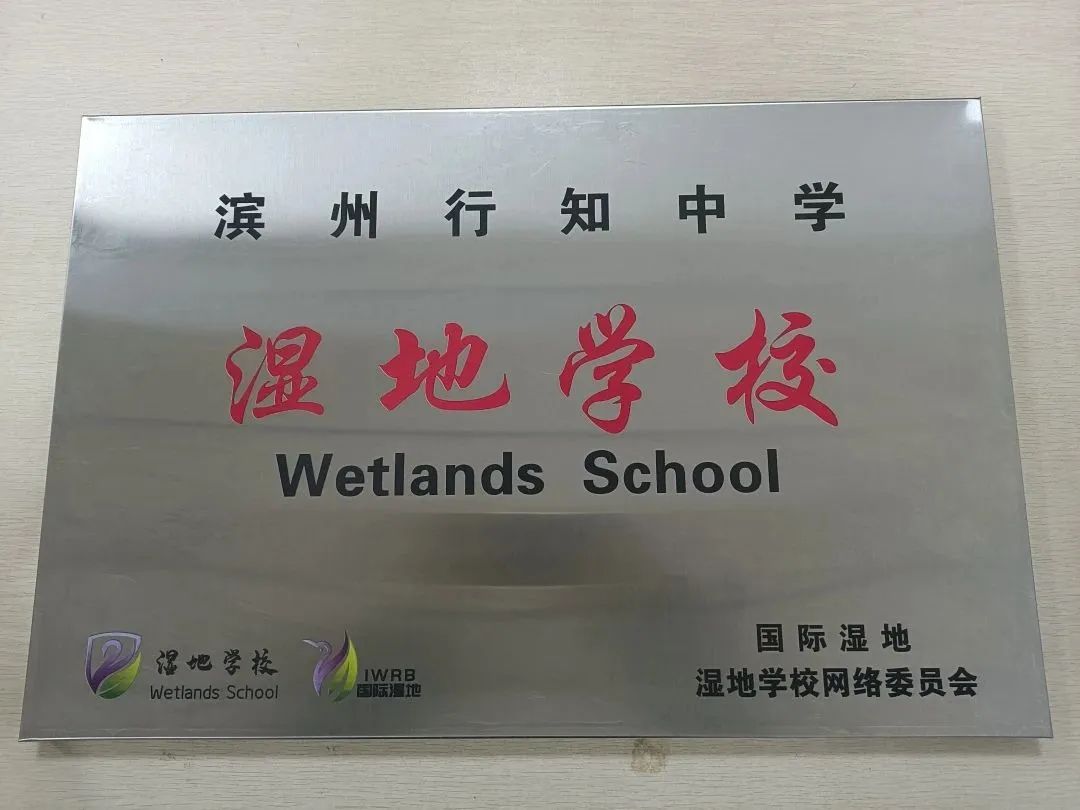 滨州行知中学
湿地学校
Wetlands School
湿地学校
Wetlands School
IWRB
国际湿地
国际湿地
湿地学校网络委员会